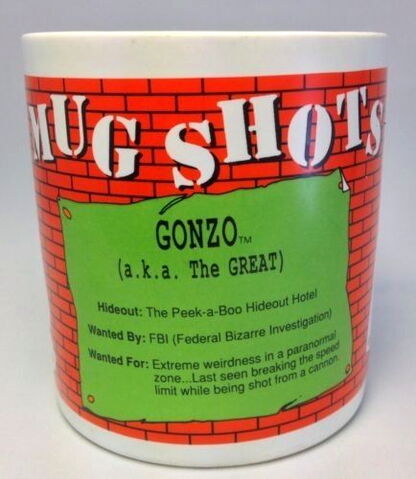 MUG SHOTS
GONZO™
(a.k.a. The GREAT)
Hideout: The Peek-a-Boo Hideout Hotel
Wanted By: FBI (Federal Bizarre Investigation)
Wanted For: Extreme weirdness in a paranormal
zone...Last seen breaking the speed
limit while being shot from a cannon.